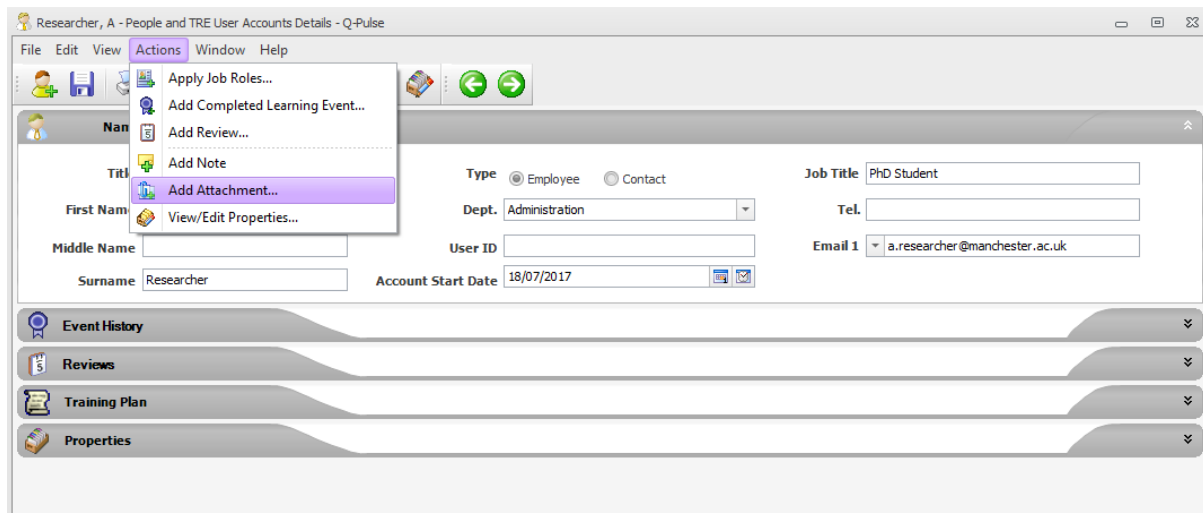 Researcher, A - People and TRE User Accounts Details - Q-Pulse
File Edit View Actions Window Help
Apply Job Roles...
Add Completed Learning Event...
Add Review...
Add Note
Add Attachment...
View/Edit Properties...
Nam
Titl Type Employee Contact Job Title PhD Student
First Nam Dept. Administration Tel.
Middle Name User ID Email 1 a.researcher@manchester.ac.uk
Surname Researcher Account Start Date 18/07/2017
Event History
Reviews
Training Plan
Properties